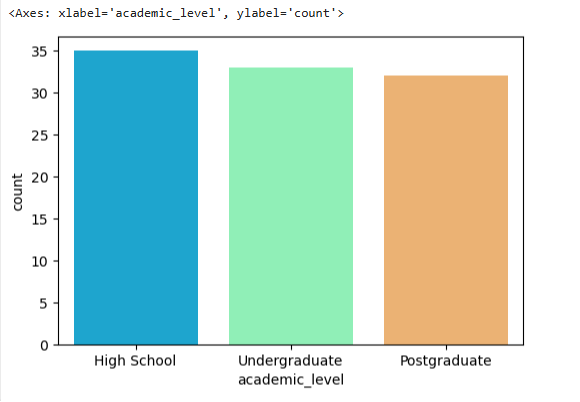 <Axes: xlabel='academic_level', ylabel='count'>
35
30
25
20
15
10
5
0
count
High School Undergraduate Postgraduate
academic_level